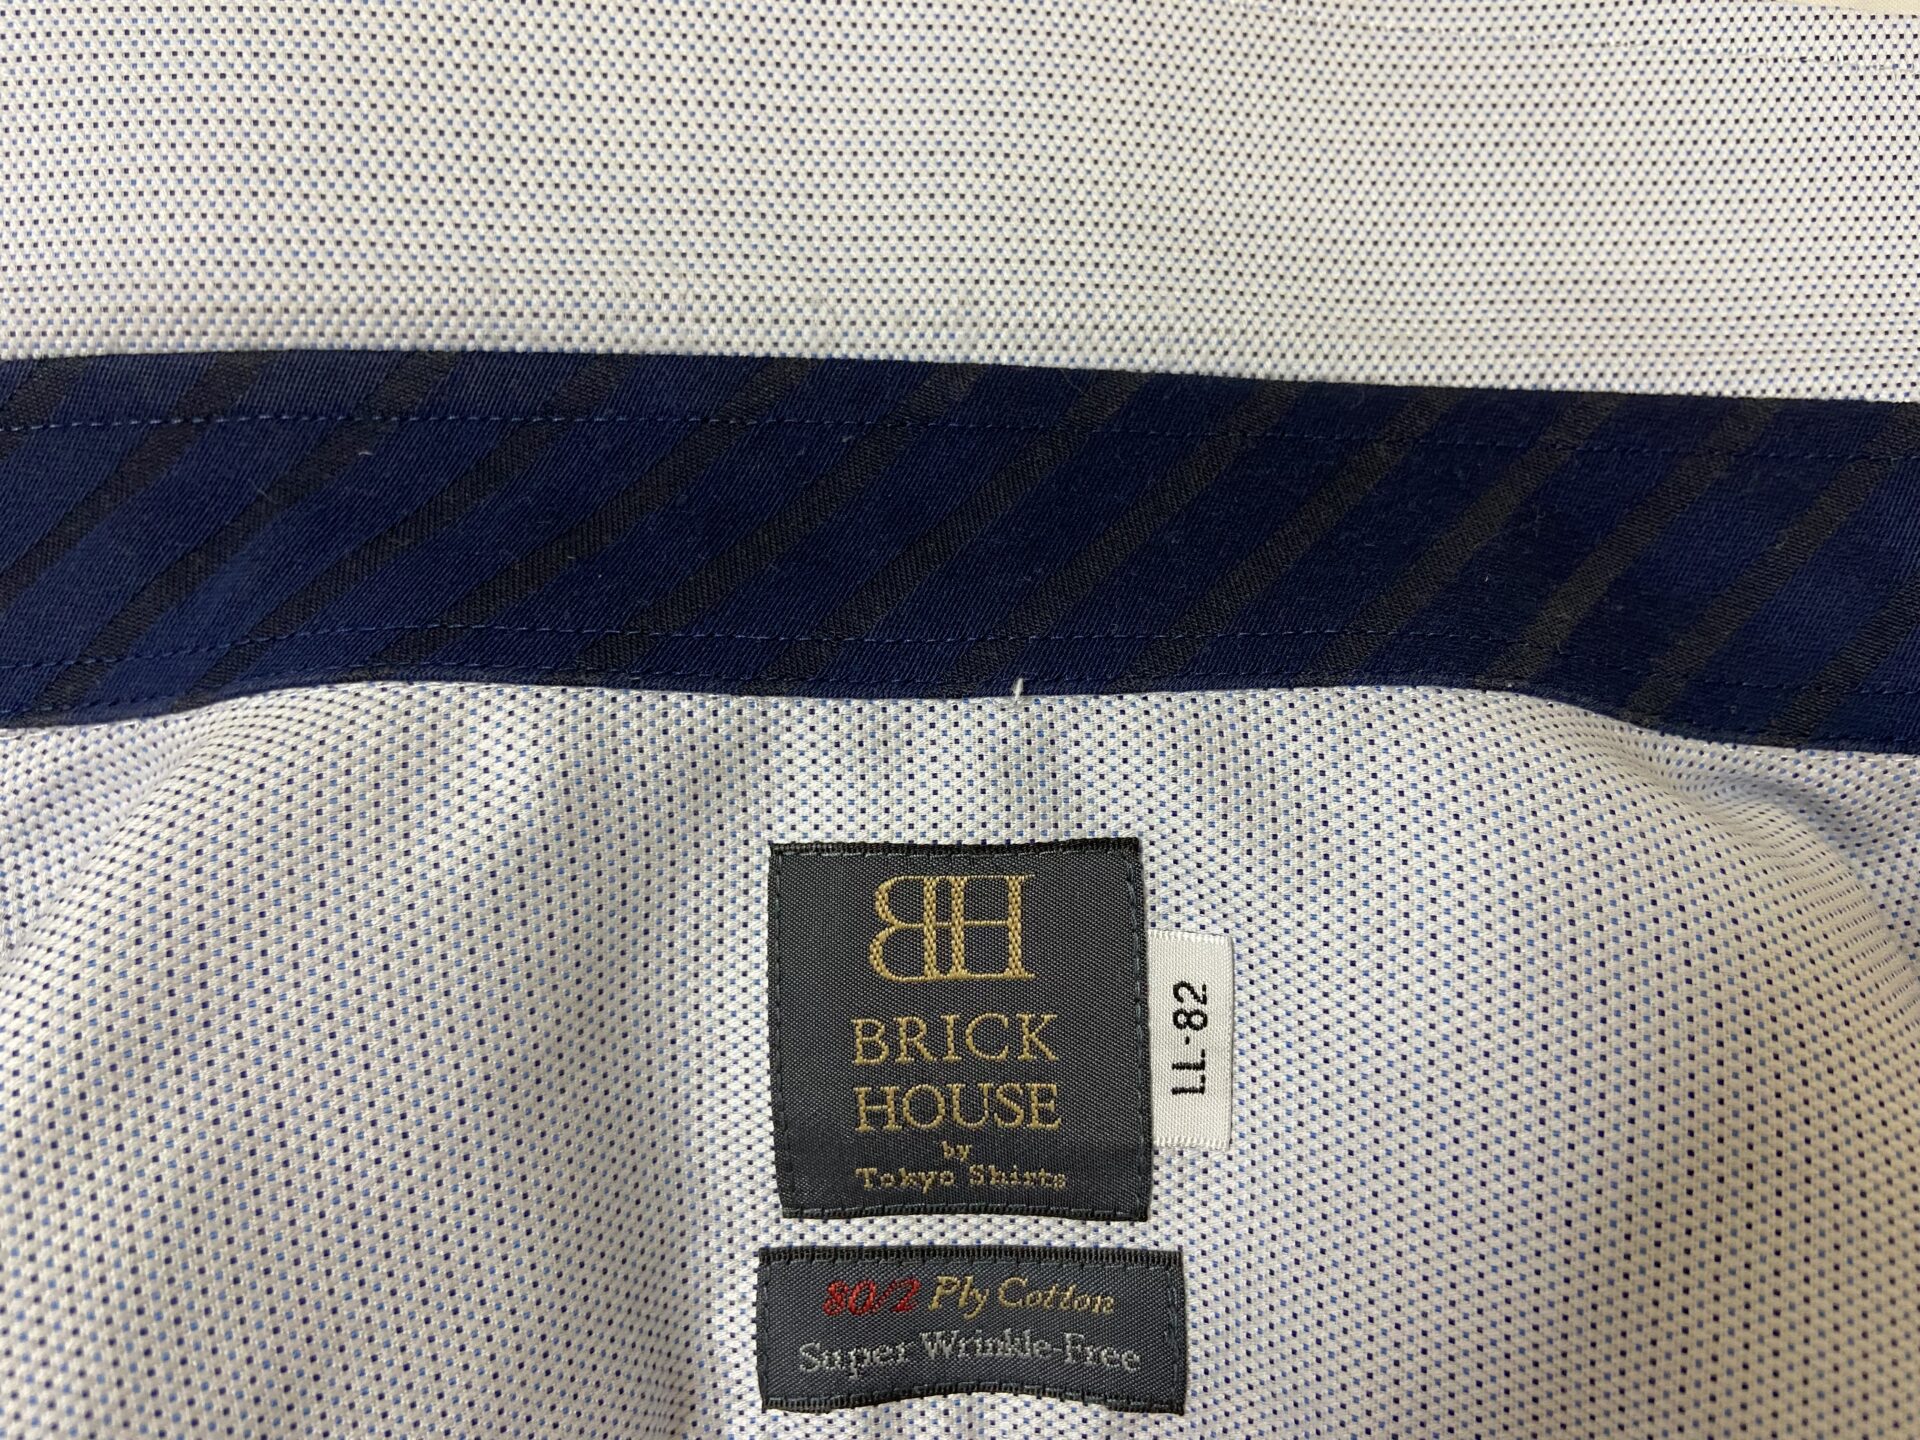 BH
BRICK
HOUSE
by
Tokyo Shirts
LL-82
80/2 Ply Cotton
Super Wrinkle-Free